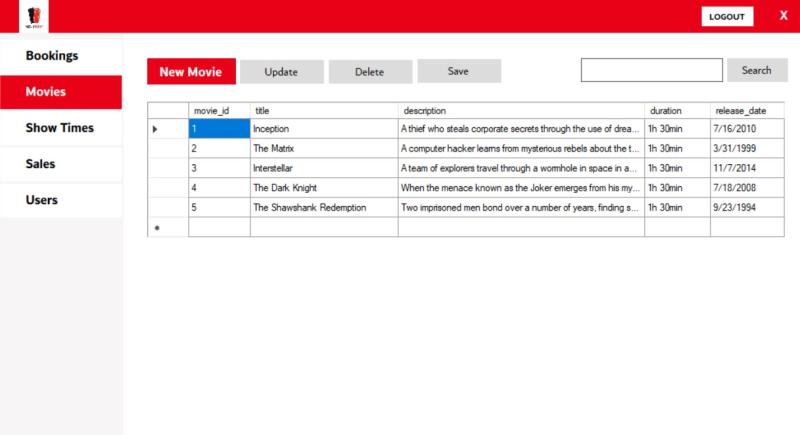 LOGOUT X
Bookings
Movies
Show Times
Sales
Users
New Movie Update Delete Save Search
movie_id title description duration release_date
1 Inception A thief who steals corporate secrets through the use of drea... 1h 30min 7/16/2010
2 The Matrix A computer hacker learns from mysterious rebels about the t... 1h 30min 3/31/1999
3 Interstellar A team of explorers travel through a wormhole in space in a... 1h 30min 11/7/2014
4 The Dark Knight When the menace known as the Joker emerges from his my... 1h 30min 7/18/2008
5 The Shawshank Redemption Two imprisoned men bond over a number of years, finding s... 1h 30min 9/23/1994